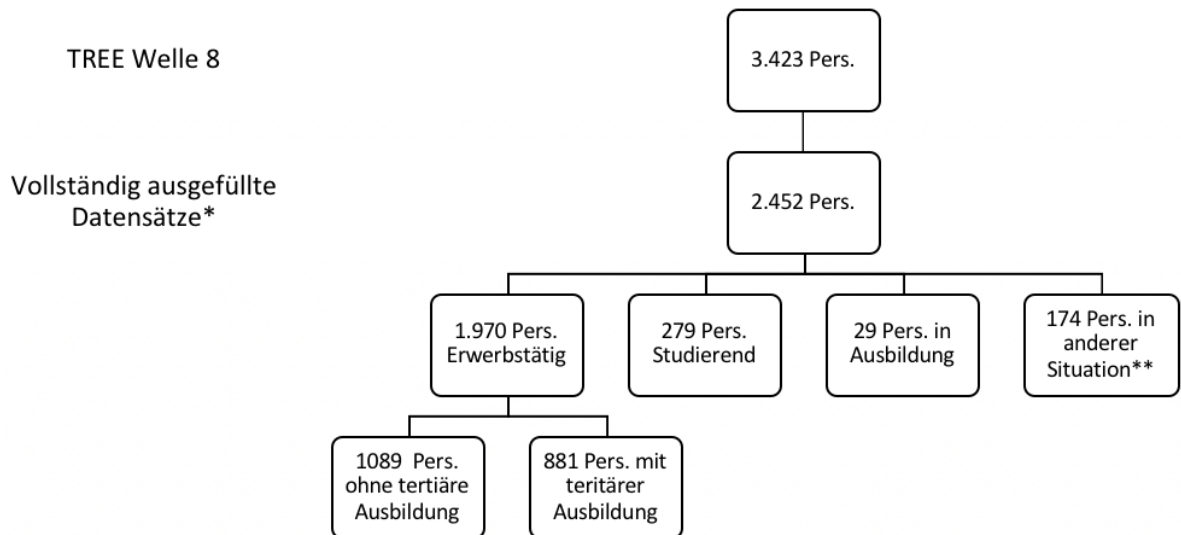 TREE Welle 8
3.423 Pers.
Vollständig ausgefüllte
Datensätze*
2.452 Pers.
1.970 Pers.
Erwerbstätig
279 Pers.
Studierend
29 Pers. in
Ausbildung
174 Pers. in
anderer
Situation**
1089 Pers.
ohne tertiäre
Ausbildung
881 Pers. mit
teritärer
Ausbildung